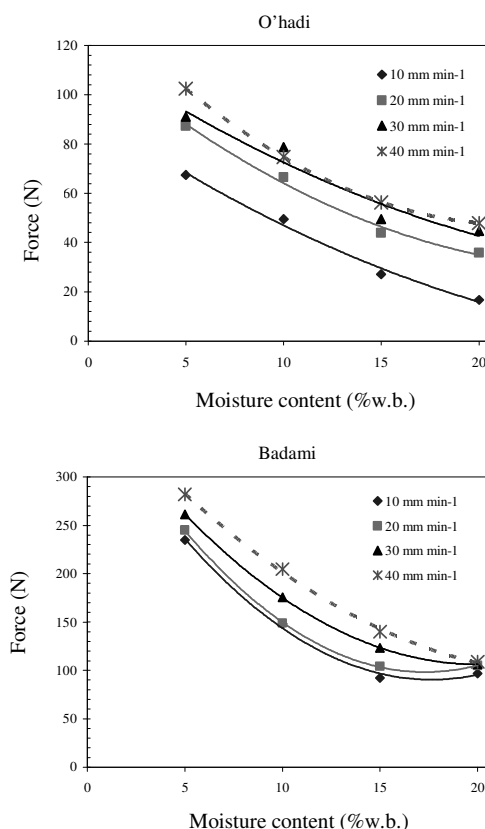 O'hadi
120
100
80
60
40
20
0
Force (N)
10 mm min-1
20 mm min-1
30 mm min-1
40 mm min-1
0 5 10 15 20
Moisture content (%w.b.)
Badami
300
250
200
150
100
50
0
Force (N)
10 mm min-1
20 mm min-1
30 mm min-1
40 mm min-1
0 5 10 15 20
Moisture content (%w.b.)